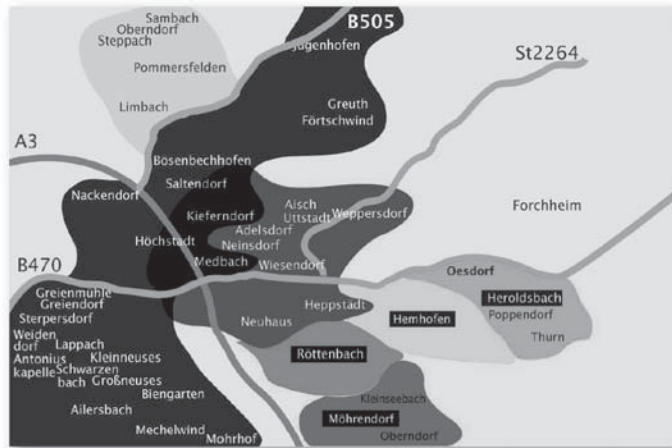 Sambach
B505
Oberndorf
Steppach
Jugenhofen
St2264
Pommersfelden
Limbach
Greuth
Förtschwind
A3
Bösenbechhofen
Saltendorf
Nackendorf
Aisch
Uttstadt
Weppersdorf
Kieferndorf
Forchheim
Adelsdorf
Höchstadt
Neinsdorf
Medbach
Wiesendorf
B470
Oesdorf
Greienmühle
Greiendorf
Heppstädt
Heroldsbach
Sterpersdorf
Neuhaus
Hemhofen
Poppendorf
Weiden
dorf
Lappach
Thurn
Antonius
kapelle
Kleinneuses
Röttenbach
Schwarzen
bach
Großneuses
Biengarten
Kleinseebach
Ailersbach
Möhrendorf
Mechelwind
Mohrhof
Oberndorf